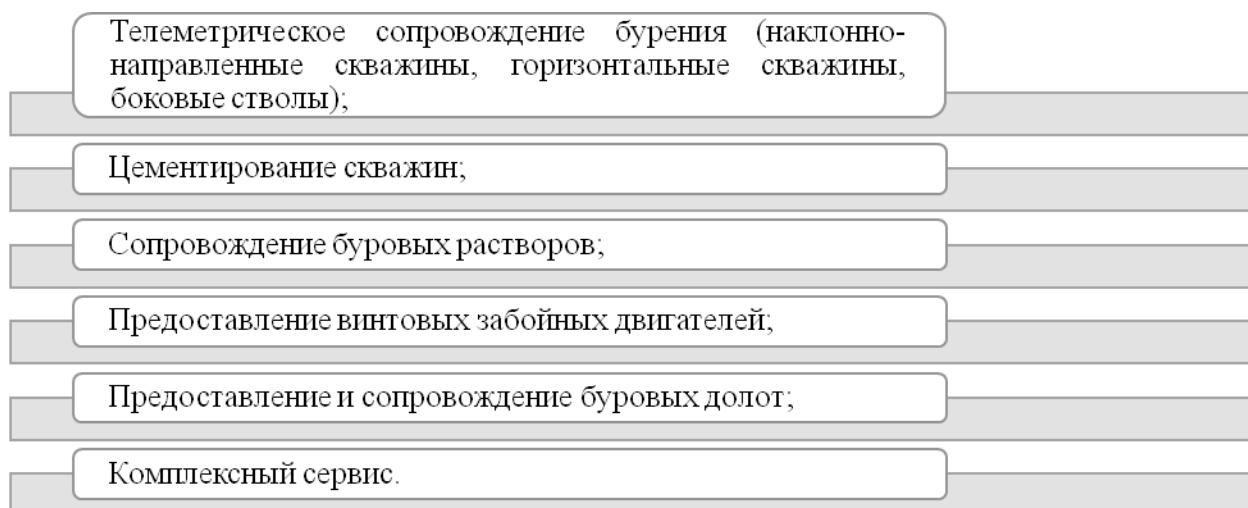 Телеметрическое сопровождение бурения (наклонно-
направленные скважины, горизонтальные скважины,
боковые стволы);
Цементирование скважин;
Сопровождение буровых растворов;
Предоставление винтовых забойных двигателей;
Предоставление и сопровождение буровых долот;
Комплексный сервис.